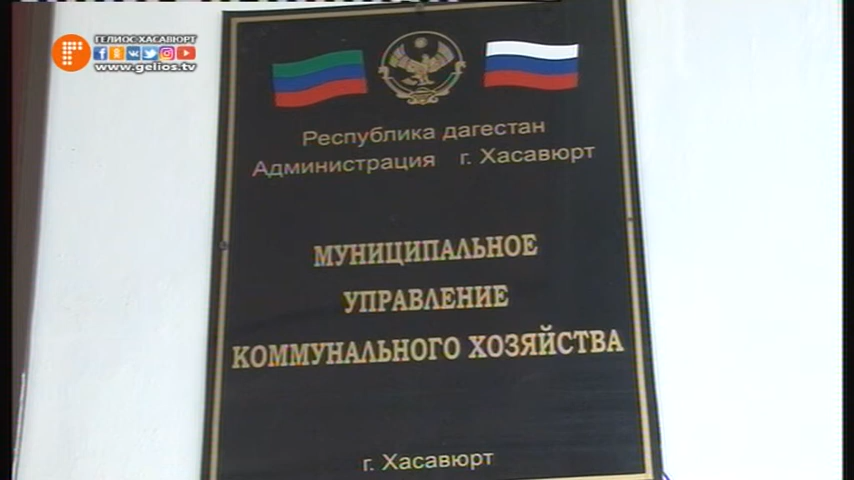 ГЕЛИОС-ХАСАВЮРТ
www.gelios.tv
Республика дагестан
Администрация г. Хасавюрт
МУНИЦИПАЛЬНОЕ
УПРАВЛЕНИЕ
КОММУНАЛЬНОГО ХОЗЯЙСТВА
г. Хасавюрт